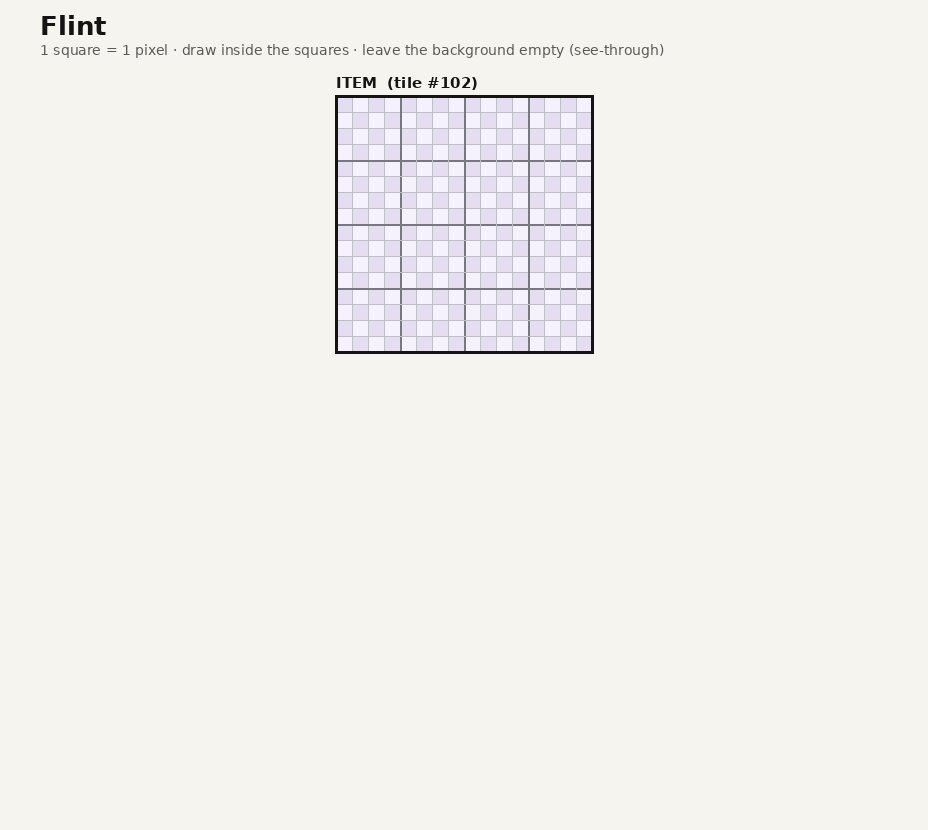 Flint
1 square = 1 pixel · draw inside the squares · leave the background empty (see-through)
ITEM (tile #102)